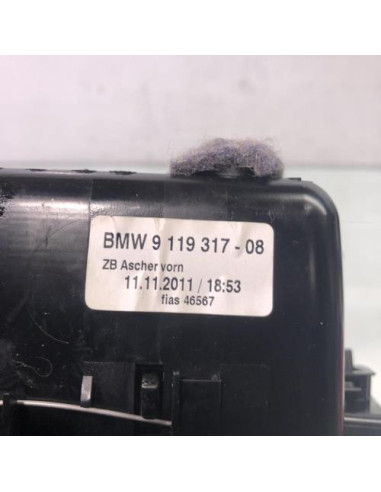 BMW 9 119 317 - 08
ZB Ascher vorn
11.11.2011 / 18:53
fias 46567